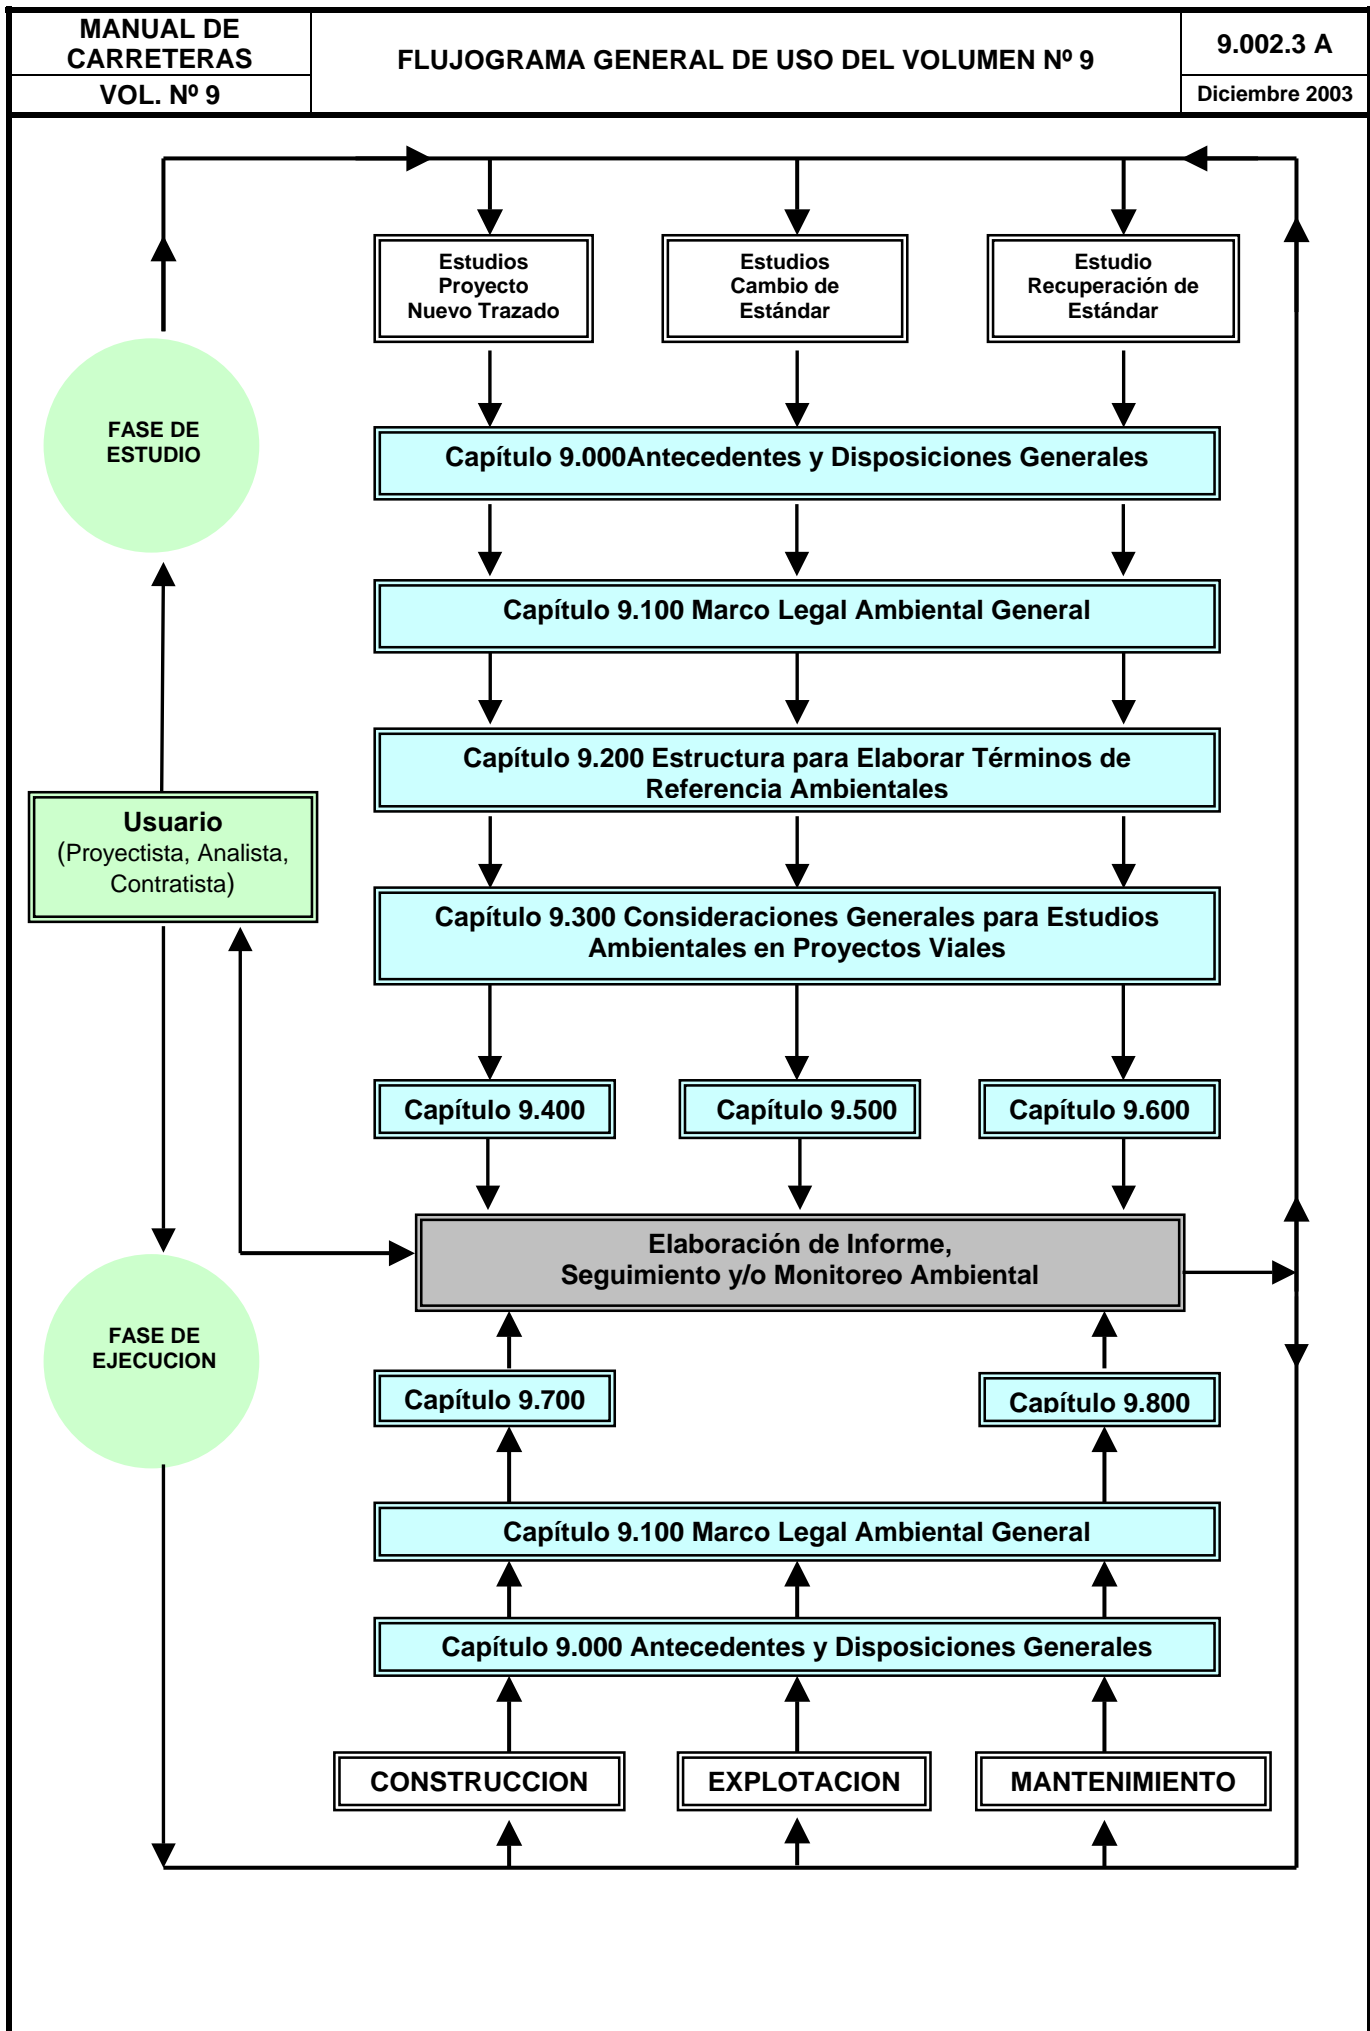 MANUAL DE
CARRETERAS
VOL. Nº 9
FLUJOGRAMA GENERAL DE USO DEL VOLUMEN Nº 9
9.002.3 A
Diciembre 2003
Estudios
Proyecto
Nuevo Trazado
Estudios
Cambio de
Estándar
Estudio
Recuperación de
Estándar
FASE DE
ESTUDIO
Capítulo 9.000Antecedentes y Disposiciones Generales
Capítulo 9.100 Marco Legal Ambiental General
Capítulo 9.200 Estructura para Elaborar Términos de
Referencia Ambientales
Usuario
(Proyectista, Analista,
Contratista)
Capítulo 9.300 Consideraciones Generales para Estudios
Ambientales en Proyectos Viales
Capítulo 9.400
Capítulo 9.500
Capítulo 9.600
Elaboración de Informe,
Seguimiento y/o Monitoreo Ambiental
FASE DE
EJECUCION
Capítulo 9.700
Capítulo 9.800
Capítulo 9.100 Marco Legal Ambiental General
Capítulo 9.000 Antecedentes y Disposiciones Generales
CONSTRUCCION
EXPLOTACION
MANTENIMIENTO